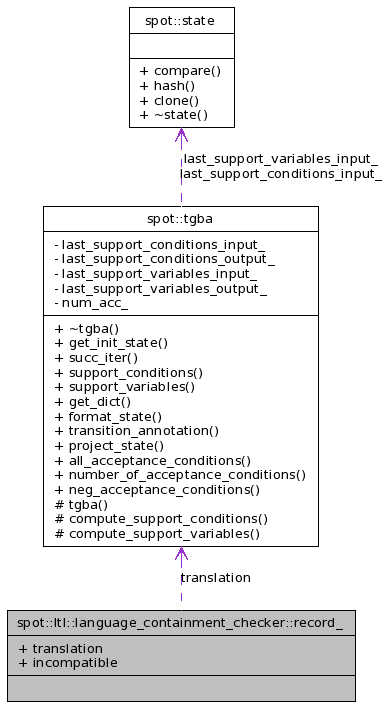 spot::state
+ compare()
+ hash()
+ clone()
+ ~state()
last_support_variables_input_
last_support_conditions_input_
spot::tgba
- last_support_conditions_input_
- last_support_conditions_output_
- last_support_variables_input_
- last_support_variables_output_
- num_acc_
+ ~tgba()
+ get_init_state()
+ succ_iter()
+ support_conditions()
+ support_variables()
+ get_dict()
+ format_state()
+ transition_annotation()
+ project_state()
+ all_acceptance_conditions()
+ number_of_acceptance_conditions()
+ neg_acceptance_conditions()
# tgba()
# compute_support_conditions()
# compute_support_variables()
translation
spot::ltl::language_containment_checker::record_
+ translation
+ incompatible